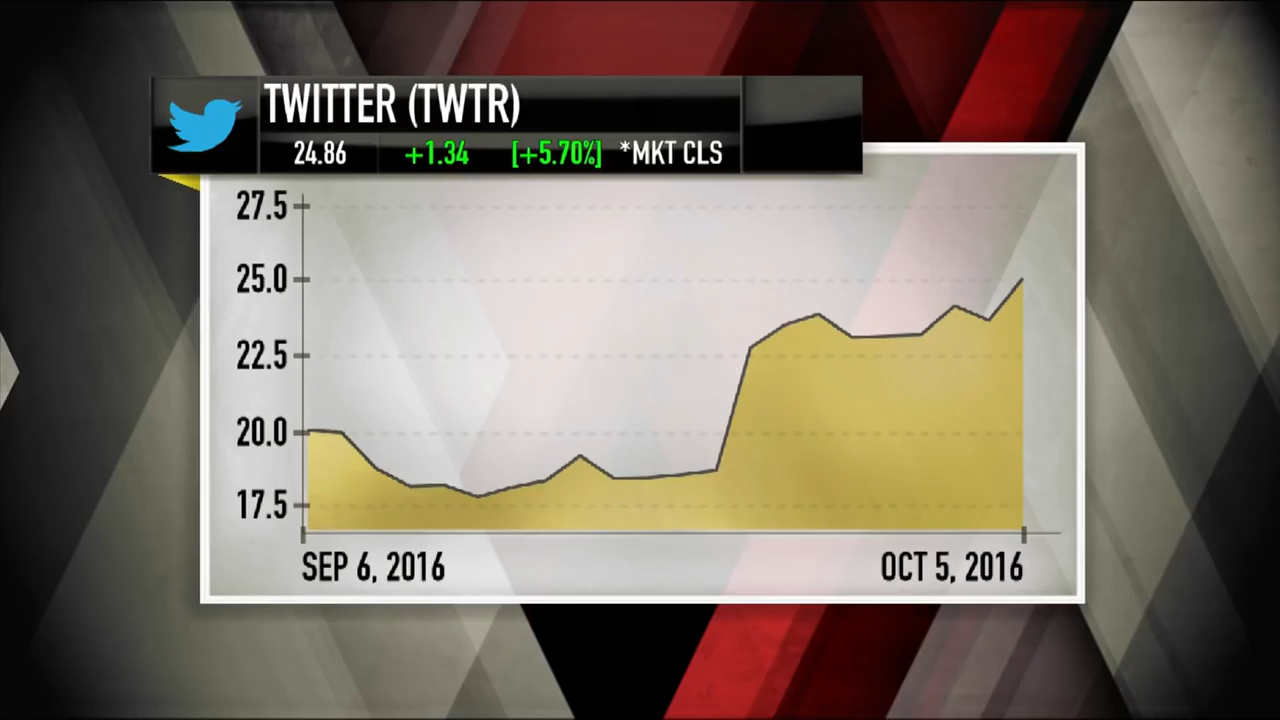 TWITTER (TWTR)
24.86 +1.34 [+5.70%] *MKT CLS
27.5
25.0
22.5
20.0
17.5
SEP 6, 2016 OCT 5, 2016